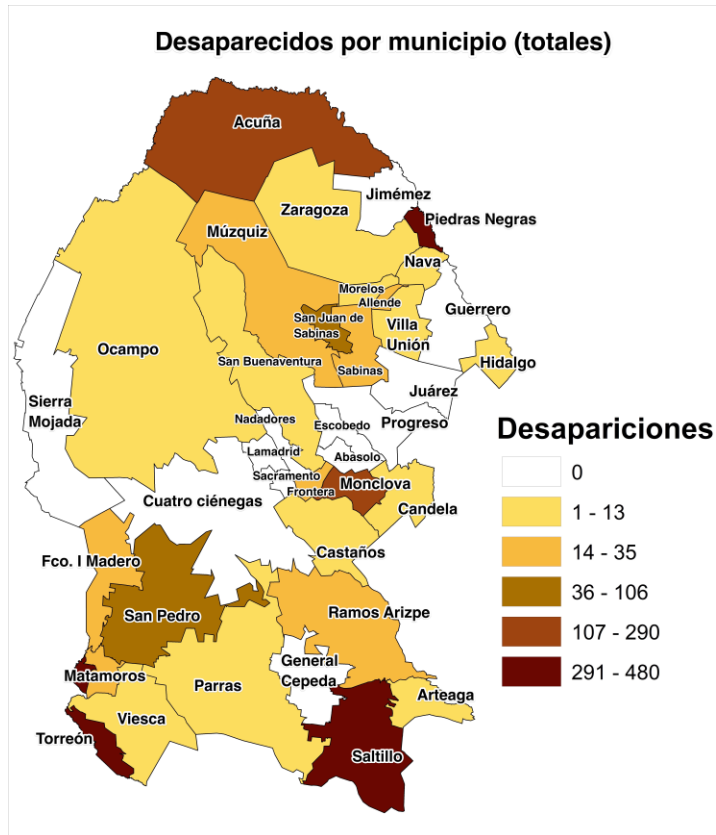 Desaparecidos por municipio (totales)
Acuña
Jimémez
Zaragoza
Piedras Negras
Múzquiz
Nava
Morelos
Allende
Guerrero
San Juan de
Sabinas
Villa
Unión
Ocampo
San Buenaventura
Hidalgo
Sabinas
Juárez
Sierra
Mojada
Nadadores
Escobedo
Progreso
Lamadrid
Abasolo
Sacramento
Monclova
Frontera
Cuatro ciénegas
Candela
Castaños
Fco. I Madero
San Pedro
Ramos Arizpe
General
Cepeda
Matamoros
Parras
Arteaga
Viesca
Torreón
Saltillo
Desapariciones
0
1 - 13
14 - 35
36 - 106
107 - 290
291 - 480